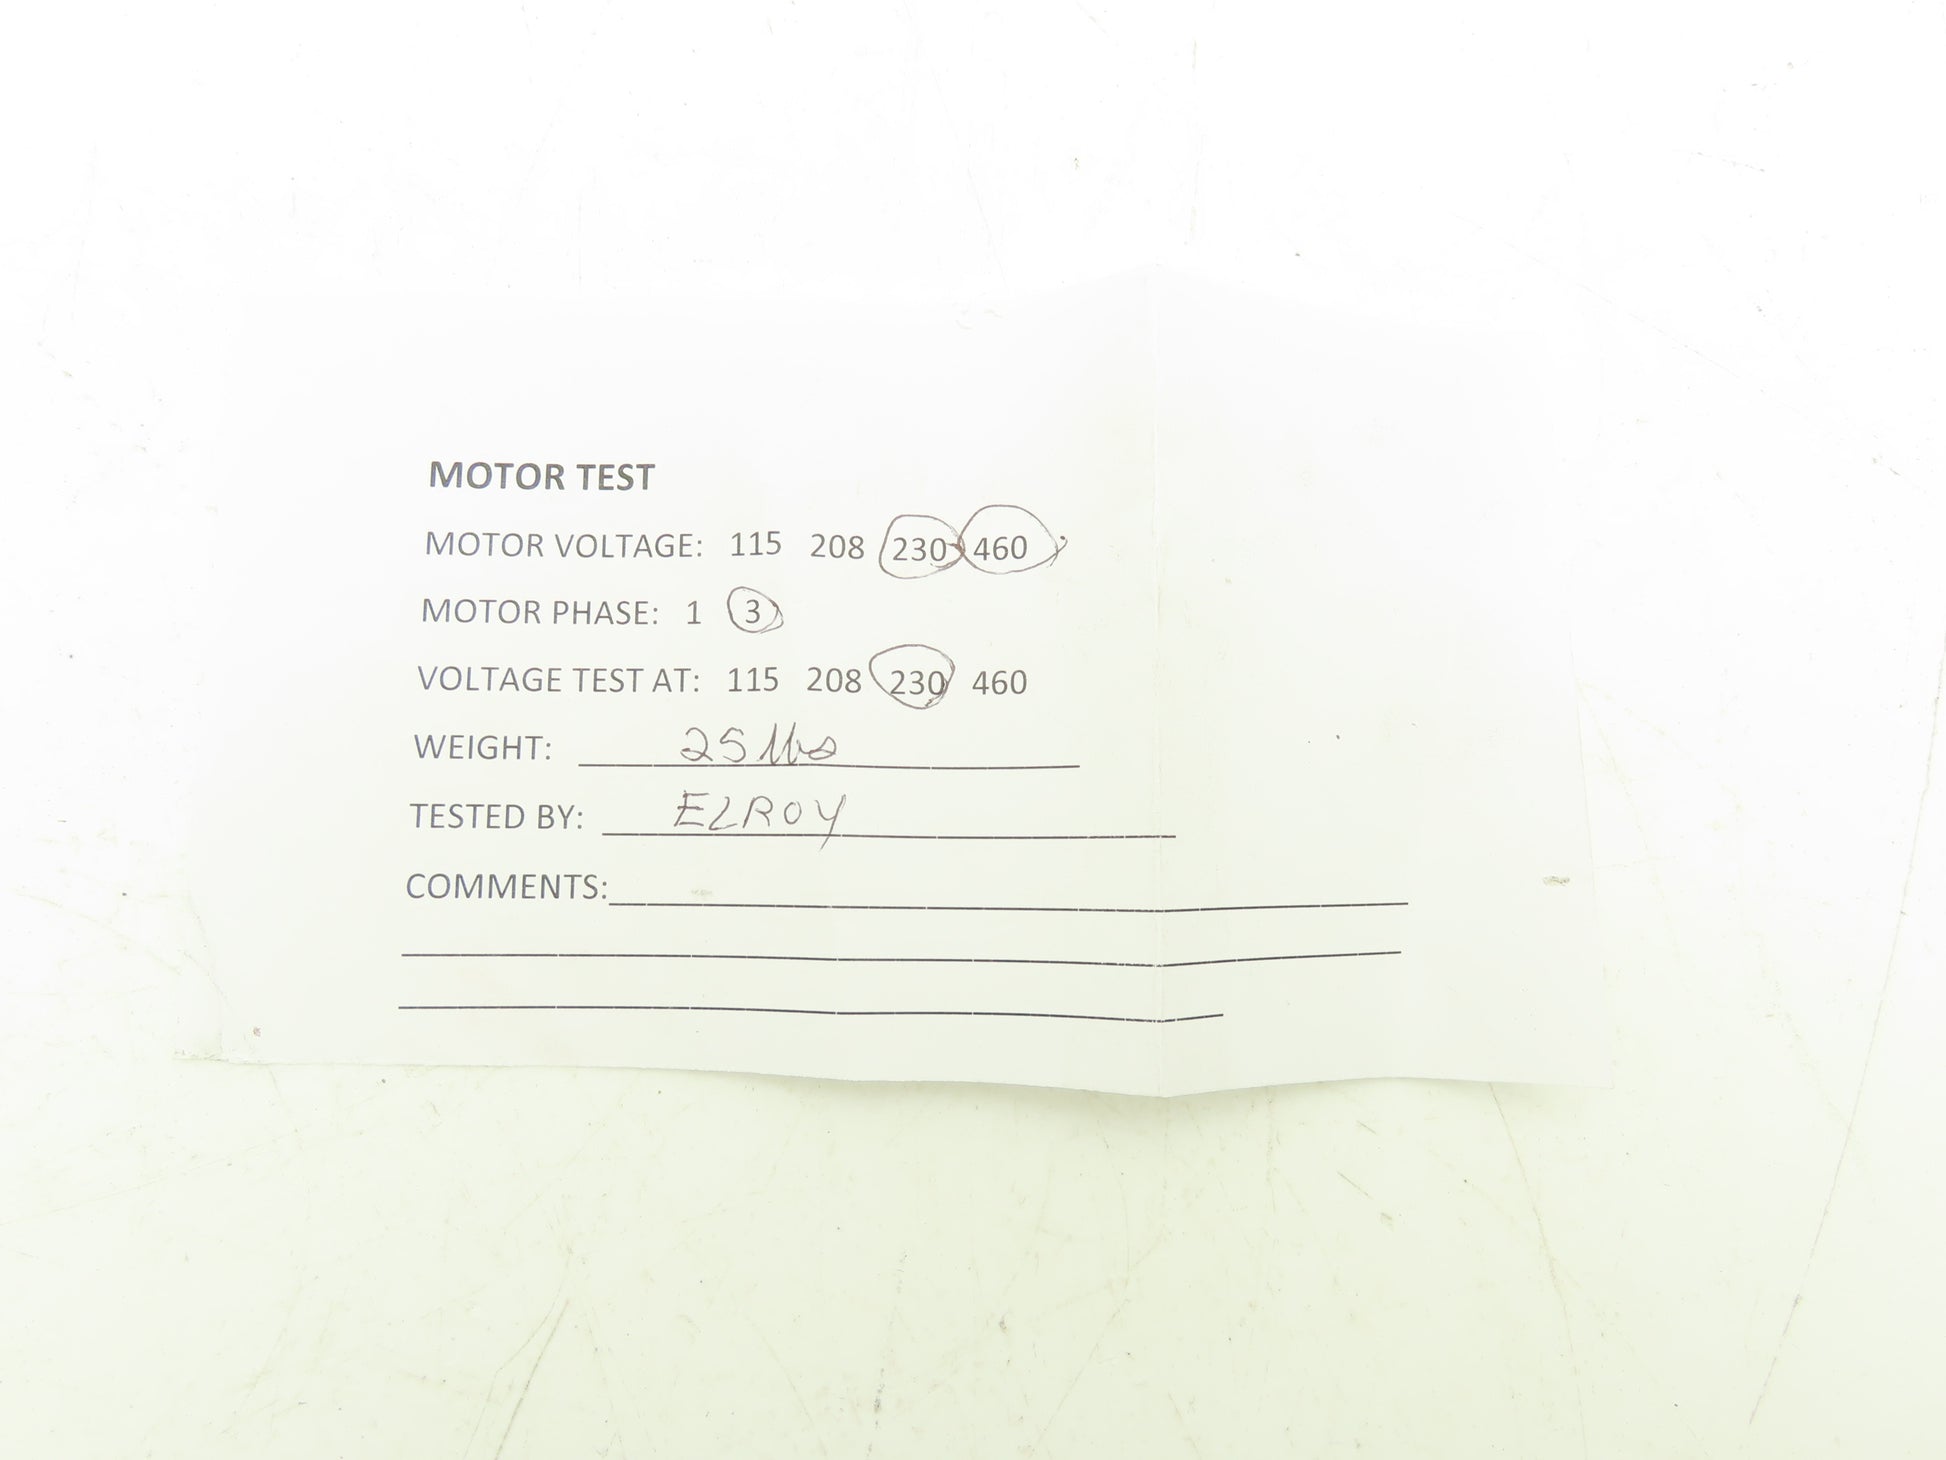 MOTOR TEST
MOTOR VOLTAGE: 115 208 230 460
MOTOR PHASE: 1 3
VOLTAGE TEST AT: 115 208 230 460
WEIGHT: 25 lbs
TESTED BY: ELROY
COMMENTS: